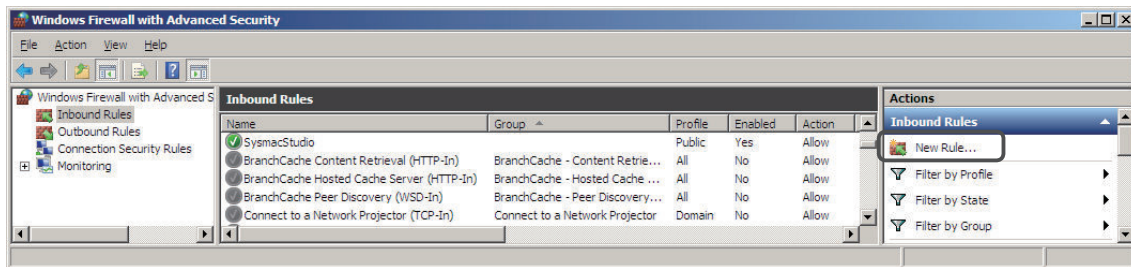 Windows Firewall with Advanced Security
File Action View Help
Windows Firewall with Advanced S
Inbound Rules
Outbound Rules
Connection Security Rules
Monitoring
Inbound Rules
Name Group Profile Enabled Action
SysmacStudio Public Yes Allow
BranchCache Content Retrieval (HTTP-In) BranchCache - Content Retrie... All No Allow
BranchCache Hosted Cache Server (HTTP-In) BranchCache - Hosted Cache ... All No Allow
BranchCache Peer Discovery (WSD-In) BranchCache - Peer Discovery... All No Allow
Connect to a Network Projector (TCP-In) Connect to a Network Projector Domain No Allow
Actions
Inbound Rules
New Rule...
Filter by Profile
Filter by State
Filter by Group